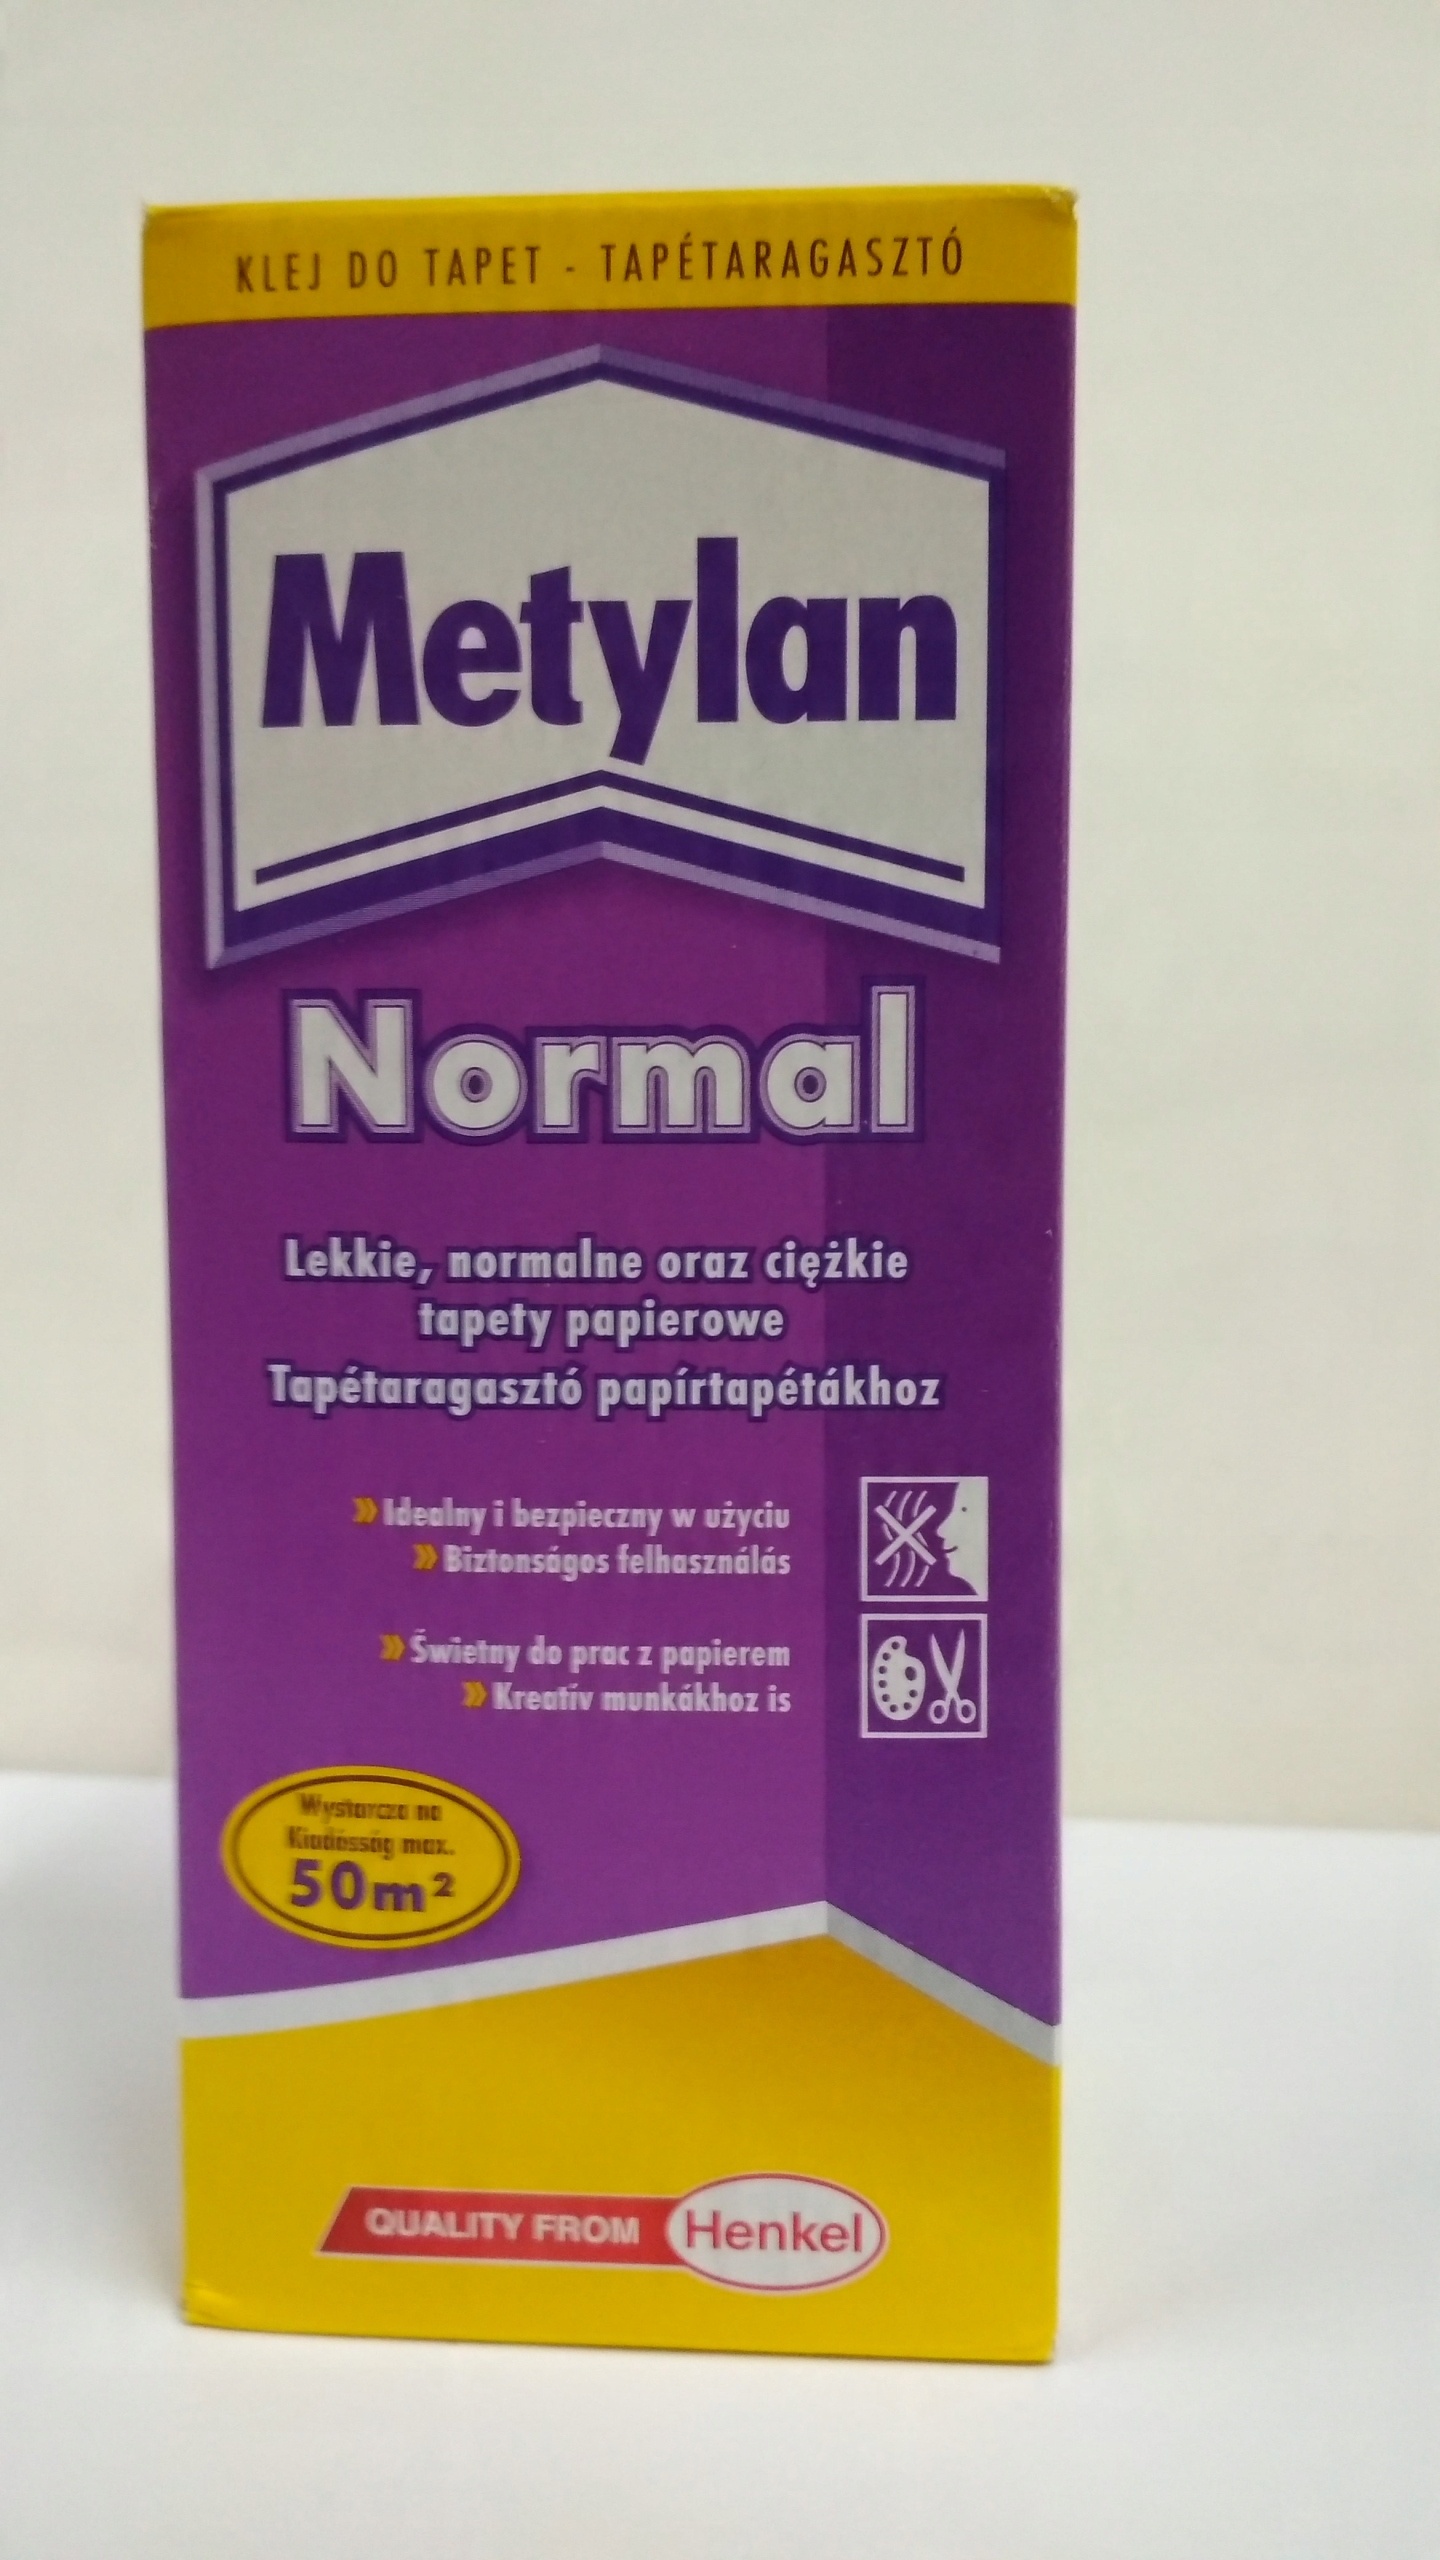 KLEJ DO TAPET - TAPÉTARAGASZTÓ
Metylan
Normal
Lekkie, normalne oraz ciężkie
tapety papierowe
Tapétaragasztó papírtapétákhoz
» Idealny i bezpieczny w użyciu
» Biztonságos felhasználás
» Świetny do prac z papierem
» Kreatív munkákhoz is
Wystarcza na
Kiadósság max.
50m²
QUALITY FROM Henkel